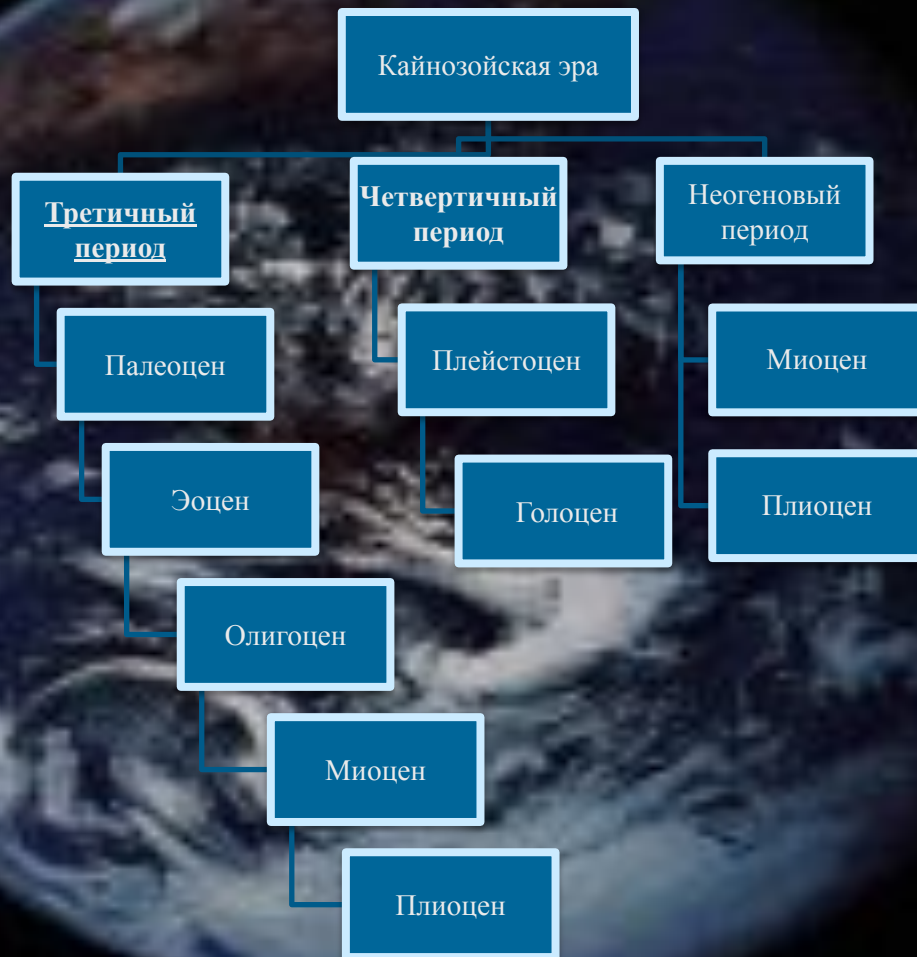 Кайнозойская эра
Третичный
период
Палеоцен
Эоцен
Олигоцен
Миоцен
Плиоцен
Четвертичный
период
Плейстоцен
Голоцен
Неогеновый
период
Миоцен
Плиоцен